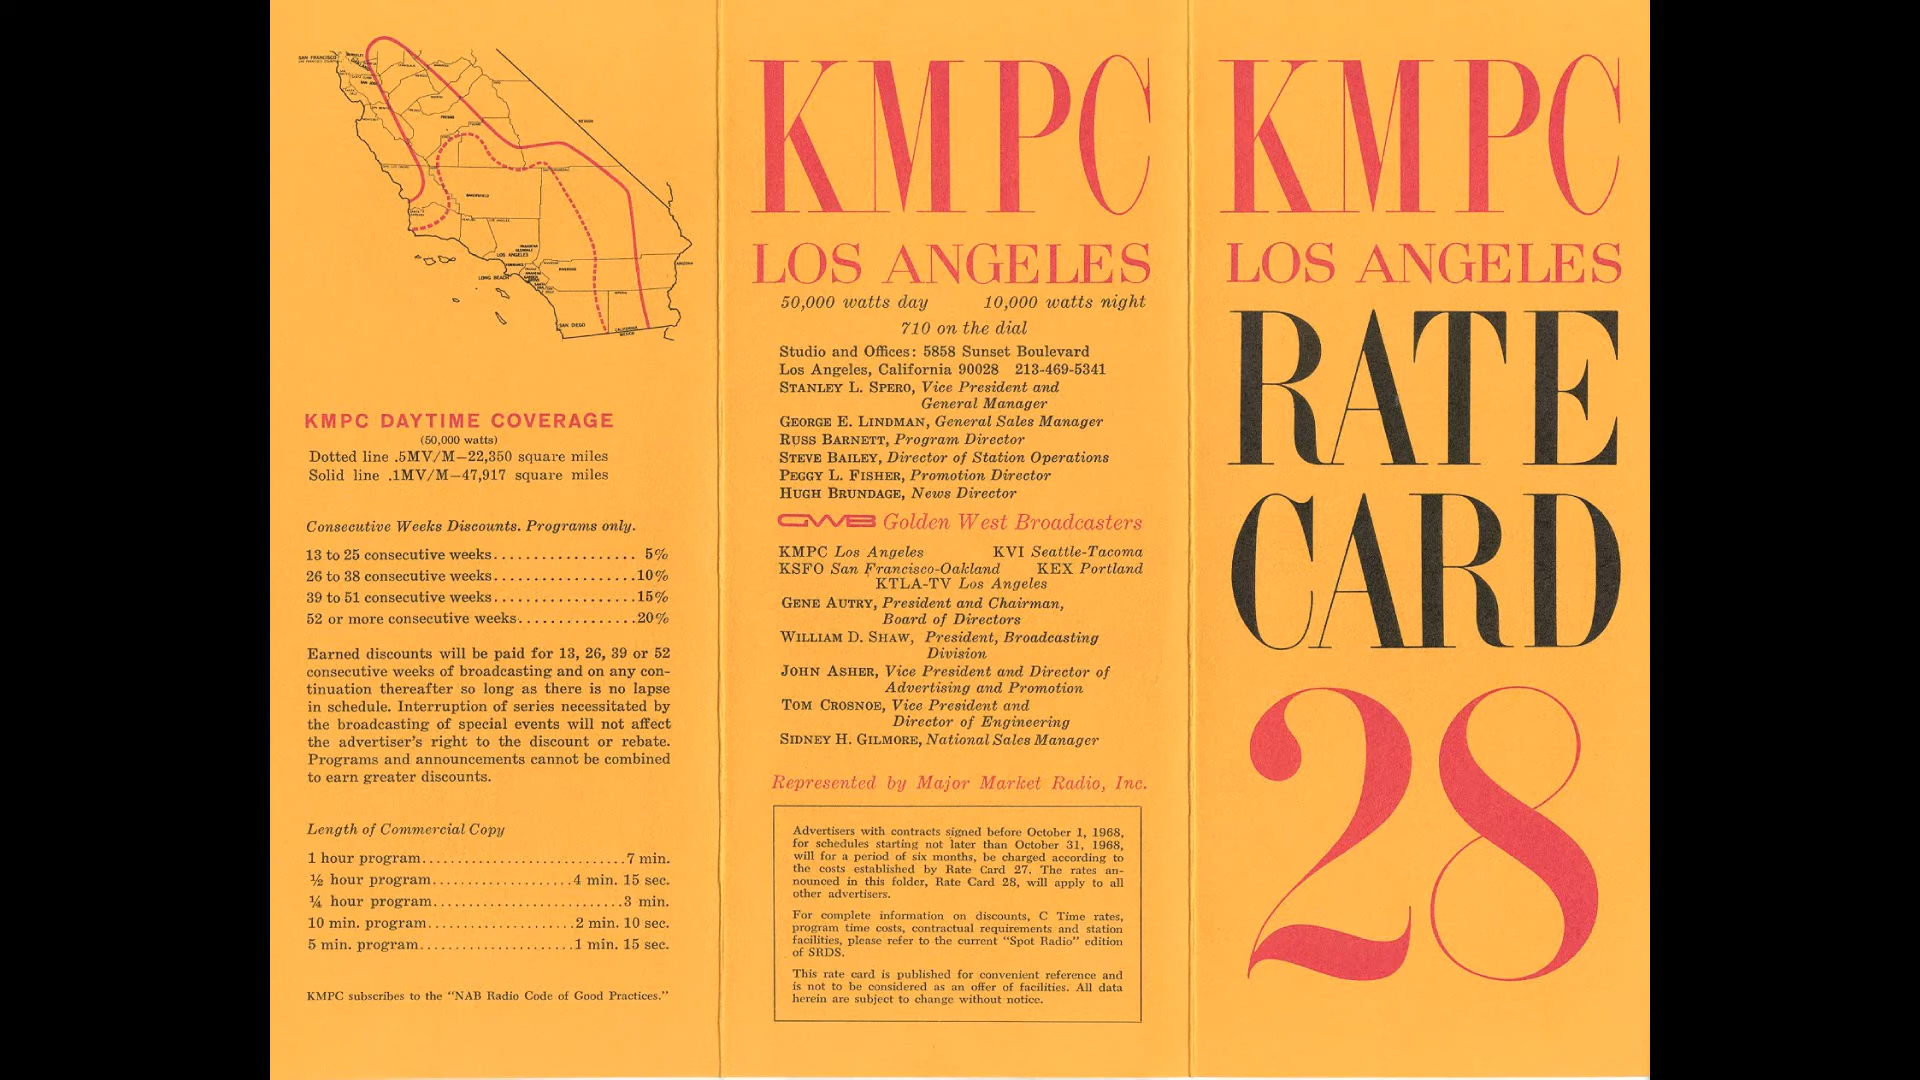 SAN FRANCISCO
FRESNO
NEVADA
BAKERSFIELD
LOS ANGELES
LONG BEACH
RIVERSIDE
ARIZONA
SAN DIEGO
CALIFORNIA
MEXICO
KMPC DAYTIME COVERAGE
(50,000 watts)
Dotted line .5MV/M—22,350 square miles
Solid line .1MV/M—47,917 square miles
Consecutive Weeks Discounts. Programs only.
13 to 25 consecutive weeks.................. 5%
26 to 38 consecutive weeks..................10%
39 to 51 consecutive weeks..................15%
52 or more consecutive weeks...............20%
Earned discounts will be paid for 13, 26, 39 or 52
consecutive weeks of broadcasting and on any con-
tinuation thereafter so long as there is no lapse
in schedule. Interruption of series necessitated by
the broadcasting of special events will not affect
the advertiser's right to the discount or rebate.
Programs and announcements cannot be combined
to earn greater discounts.
Length of Commercial Copy
1 hour program..........................7 min.
½ hour program..................4 min. 15 sec.
¼ hour program........................3 min.
10 min. program...................2 min. 10 sec.
5 min. program....................1 min. 15 sec.
KMPC subscribes to the "NAB Radio Code of Good Practices."
KMPC
LOS ANGELES
50,000 watts day 10,000 watts night
710 on the dial
Studio and Offices: 5858 Sunset Boulevard
Los Angeles, California 90028 213-469-5341
STANLEY L. SPERO, Vice President and
General Manager
GEORGE E. LINDMAN, General Sales Manager
RUSS BARNETT, Program Director
STEVE BAILEY, Director of Station Operations
PEGGY L. FISHER, Promotion Director
HUGH BRUNDAGE, News Director
GWB Golden West Broadcasters
KMPC Los Angeles KVI Seattle-Tacoma
KSFO San Francisco-Oakland KEX Portland
KTLA-TV Los Angeles
GENE AUTRY, President and Chairman,
Board of Directors
WILLIAM D. SHAW, President, Broadcasting
Division
JOHN ASHER, Vice President and Director of
Advertising and Promotion
TOM CROSNOE, Vice President and
Director of Engineering
SIDNEY H. GILMORE, National Sales Manager
Represented by Major Market Radio, Inc.
Advertisers with contracts signed before October 1, 1968,
for schedules starting not later than October 31, 1968,
will for a period of six months, be charged according to
the costs established by Rate Card 27. The rates an-
nounced in this folder, Rate Card 28, will apply to all
other advertisers.
For complete information on discounts, C Time rates,
program time costs, contractual requirements and station
facilities, please refer to the current "Spot Radio" edition
of SRDS.
This rate card is published for convenient reference and
is not to be considered as an offer of facilities. All data
herein are subject to change without notice.
KMPC
LOS ANGELES
RATE
CARD
28